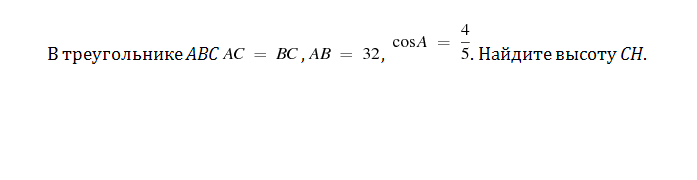 В треугольнике ABC AC = BC , AB = 32, cosA = 4/5. Найдите высоту CH.